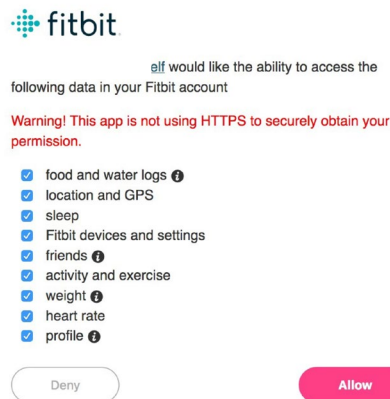 fitbit
elf would like the ability to access the
following data in your Fitbit account
Warning! This app is not using HTTPS to securely obtain your
permission.
food and water logs
location and GPS
sleep
Fitbit devices and settings
friends
activity and exercise
weight
heart rate
profile
Deny
Allow